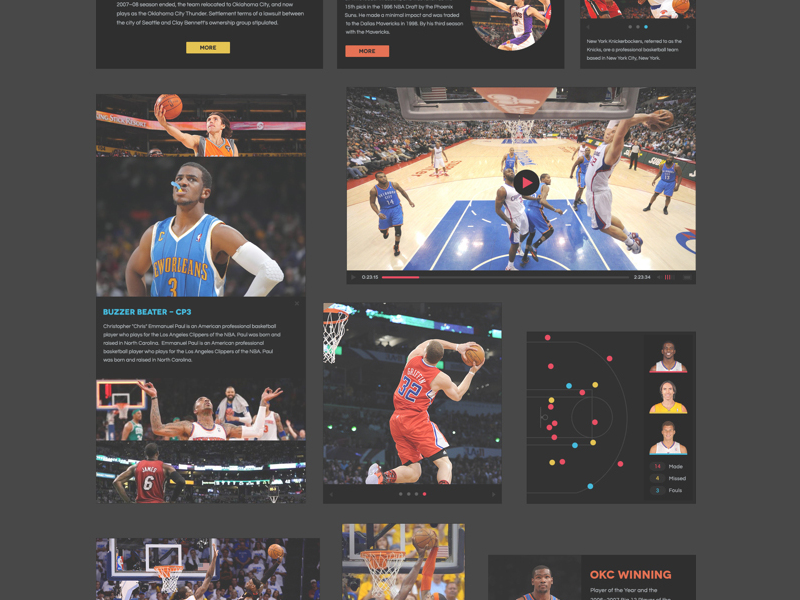 2007–08 season ended, the team relocated to Oklahoma City, and now
plays as the Oklahoma City Thunder. Settlement terms of a lawsuit between
the city of Seattle and Clay Bennett's ownership group stipulated.
MORE
15th pick in the 1996 NBA Draft by the Phoenix
Suns. He made a minimal impact and was traded
to the Dallas Mavericks in 1998. By his third season
with the Mavericks.
MORE
New York Knickerbockers, referred to as the
Knicks, are a professional basketball team
based in New York City, New York.
NEW ORLEANS
3
BUZZER BEATER – CP3
Christopher "Chris" Emmanuel Paul is an American professional basketball
player who plays for the Los Angeles Clippers of the NBA. Paul was born and
raised in North Carolina. Emmanuel Paul is an American professional
basketball player who plays for the Los Angeles Clippers of the NBA. Paul
was born and raised in North Carolina.
JAMES
6
14
0:23:15
2:23:34
GRIFFIN
32
14 Made
4 Missed
3 Fouls
OKC WINNING
Player of the Year and the